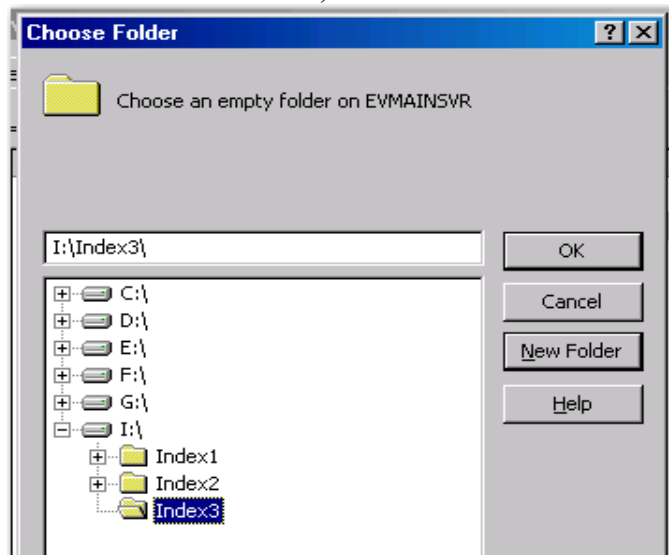 Choose Folder
Choose an empty folder on EVMAINSVR
I:\Index3\
OK
C:\
Cancel
D:\
E:\
New Folder
F:\
G:\
Help
I:\
Index1
Index2
Index3